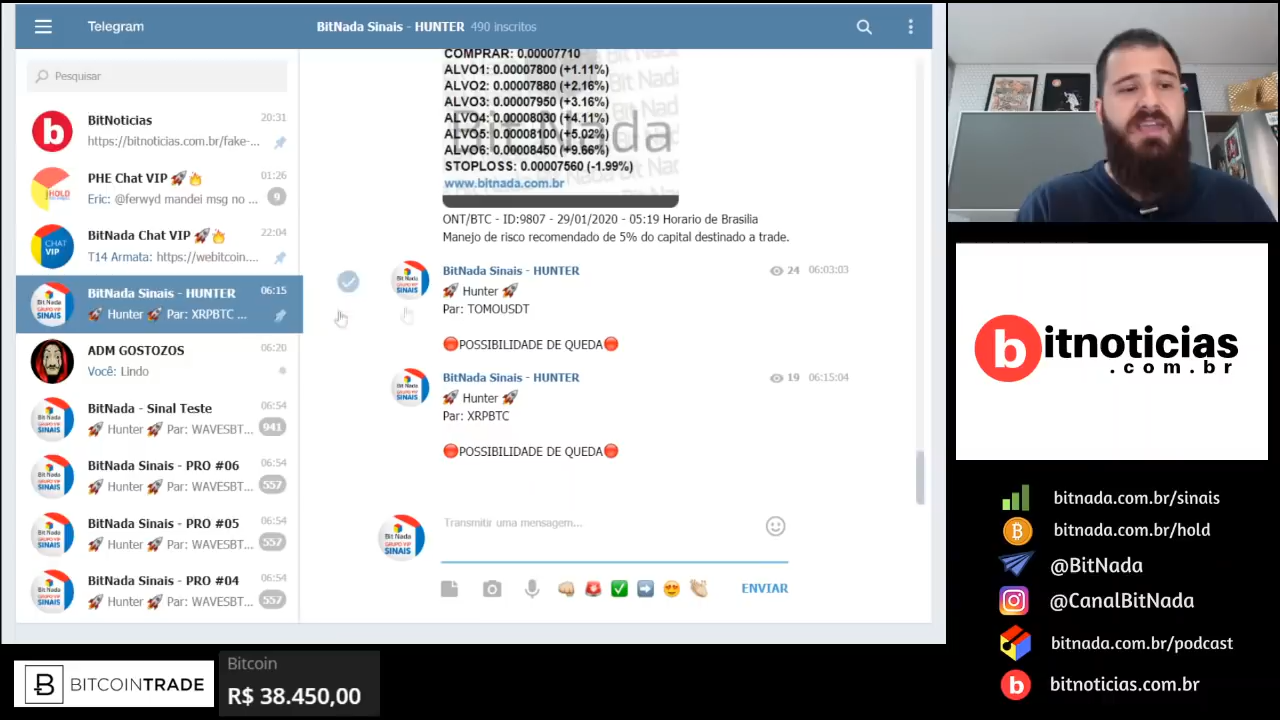 Telegram
BitNada Sinais - HUNTER 490 inscritos
Pesquisar
BitNoticias 20:31
https://bitnoticias.com.br/fake-...
PHE Chat VIP 🚀🔥 01:26
Eric: @ferwyd mandei msg no ... 9
BitNada Chat VIP 🚀🔥 22:04
T14 Armata: https://webitcoin....
BitNada Sinais - HUNTER 06:15
🚀 Hunter 🚀 Par: XRPBTC ...
ADM GOSTOZOS 06:20
Você: Lindo
BitNada - Sinal Teste 06:54
🚀 Hunter 🚀 Par: WAVESBT... 941
BitNada Sinais - PRO #06 06:54
🚀 Hunter 🚀 Par: WAVESBT... 557
BitNada Sinais - PRO #05 06:54
🚀 Hunter 🚀 Par: WAVESBT... 557
BitNada Sinais - PRO #04 06:54
🚀 Hunter 🚀 Par: WAVESBT... 557
COMPRAR: 0.00007710
ALVO1: 0.00007800 (+1.11%)
ALVO2: 0.00007880 (+2.16%)
ALVO3: 0.00007950 (+3.16%)
ALVO4: 0.00008030 (+4.11%)
ALVO5: 0.00008100 (+5.02%)
ALVO6: 0.00008450 (+9.66%)
STOPLOSS: 0.00007560 (-1.99%)
www.bitnada.com.br
BitNada
ONT/BTC - ID:9807 - 29/01/2020 - 05:19 Horario de Brasilia
Manejo de risco recomendado de 5% do capital destinado a trade.
BitNada Sinais - HUNTER 24 06:03:03
🚀 Hunter 🚀
Par: TOMOUSDT
🔴POSSIBILIDADE DE QUEDA🔴
BitNada Sinais - HUNTER 19 06:15:04
🚀 Hunter 🚀
Par: XRPBTC
🔴POSSIBILIDADE DE QUEDA🔴
Transmitir uma mensagem...
ENVIAR
bitnoticias
.com.br
bitnada.com.br/sinais
bitnada.com.br/hold
@BitNada
@CanalBitNada
bitnada.com.br/podcast
bitnoticias.com.br
BITCOINTRADE
Bitcoin
R$ 38.450,00